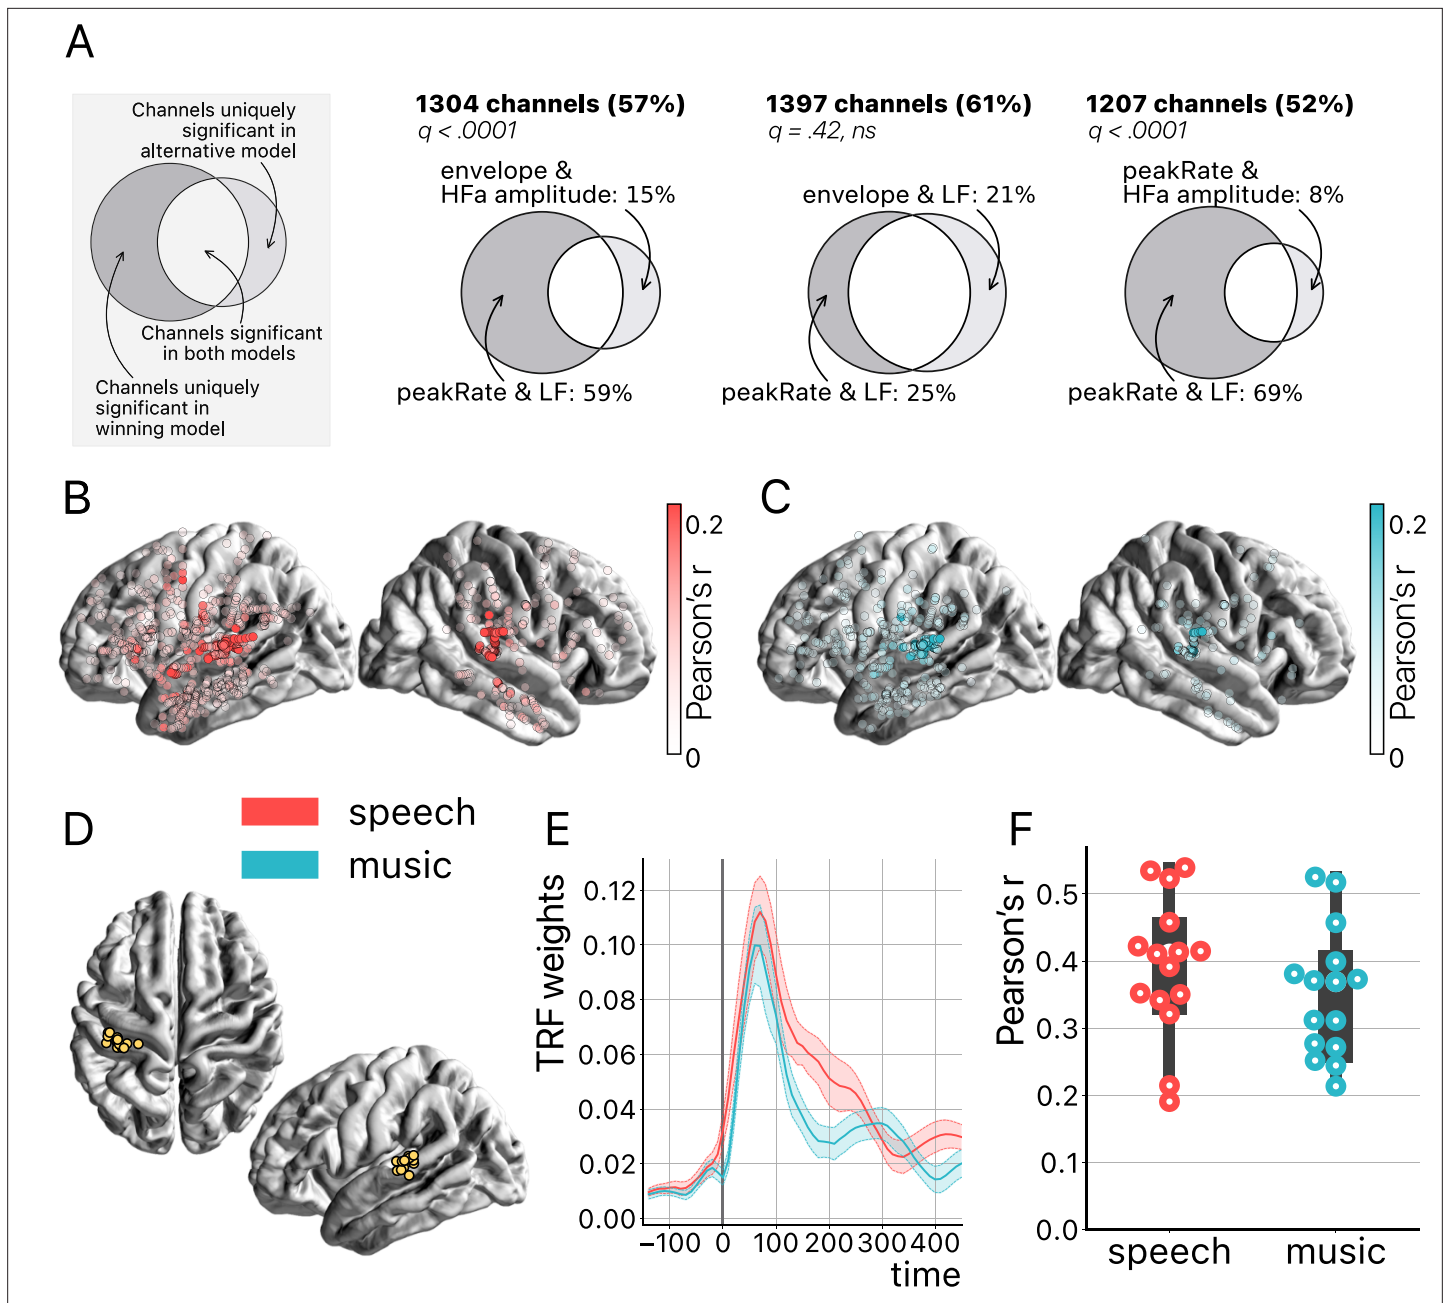 A
Channels uniquely
significant in
alternative model
Channels significant
in both models
Channels uniquely
significant in
winning model
1304 channels (57%)
q < .0001
envelope &
HFa amplitude: 15%
peakRate & LF: 59%
1397 channels (61%)
q = .42, ns
envelope & LF: 21%
peakRate & LF: 25%
1207 channels (52%)
q < .0001
peakRate &
HFa amplitude: 8%
peakRate & LF: 69%
B
0.2
Pearson's r
0
C
0.2
Pearson's r
0
D
speech
music
E
TRF weights
0.12
0.10
0.08
0.06
0.04
0.02
0.00
−100 0 100 200 300 400
time
F
Pearson's r
0.5
0.4
0.3
0.2
0.1
0.0
speech music